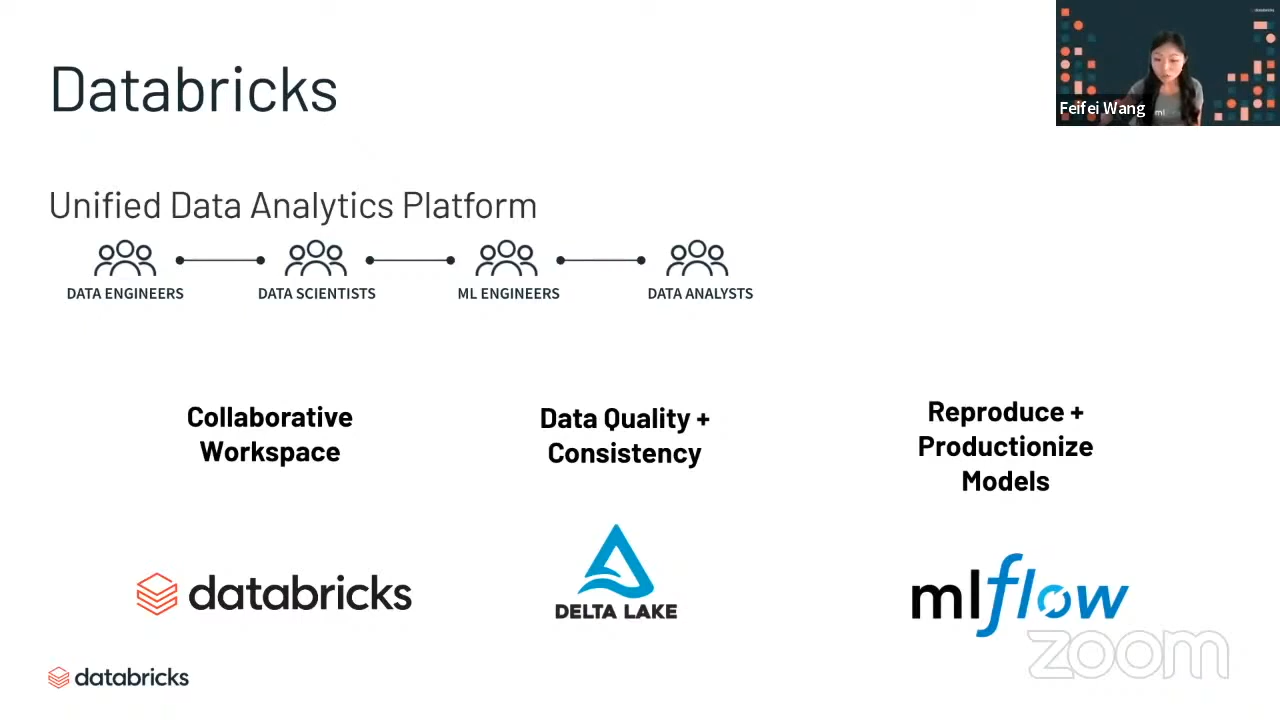 Databricks
Feifei Wang
ml
Unified Data Analytics Platform
DATA ENGINEERS
DATA SCIENTISTS
ML ENGINEERS
DATA ANALYSTS
Collaborative
Workspace
Data Quality +
Consistency
Reproduce +
Productionize
Models
databricks
DELTA LAKE
mlflow
zoom
databricks